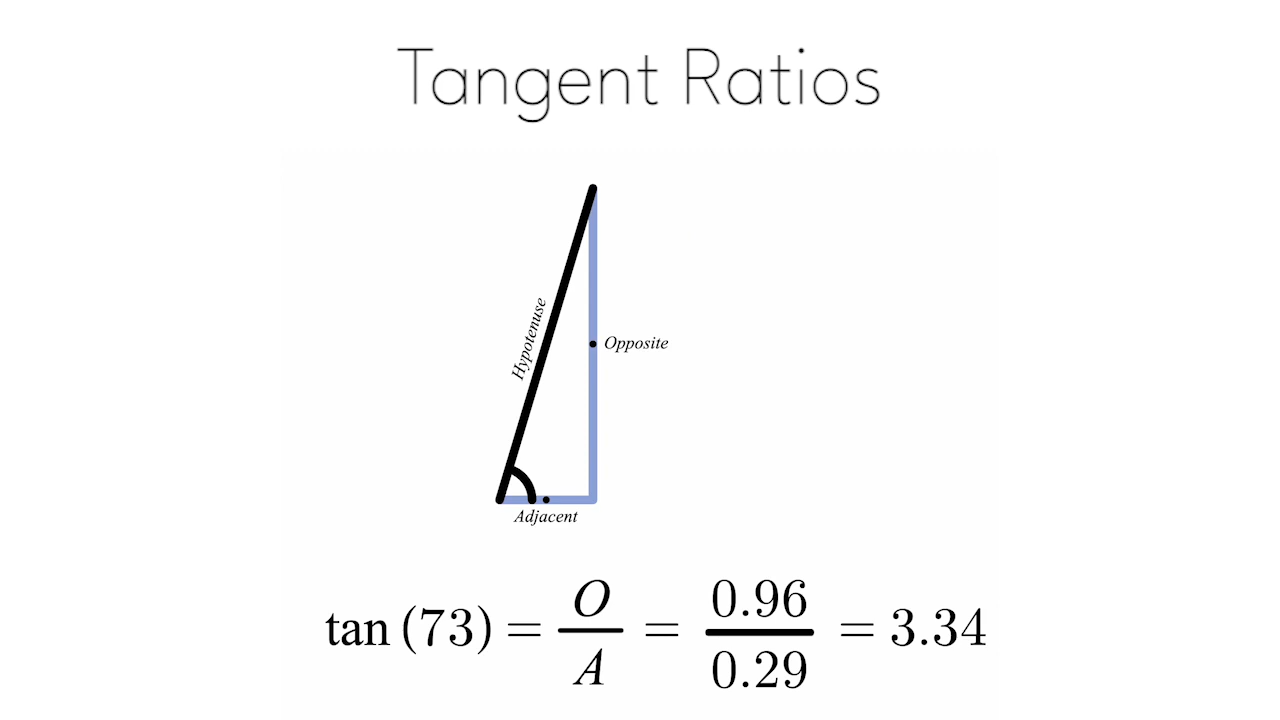 Tangent Ratios
Hypotenuse
Opposite
Adjacent
tan (73) = O/A = 0.96/0.29 = 3.34